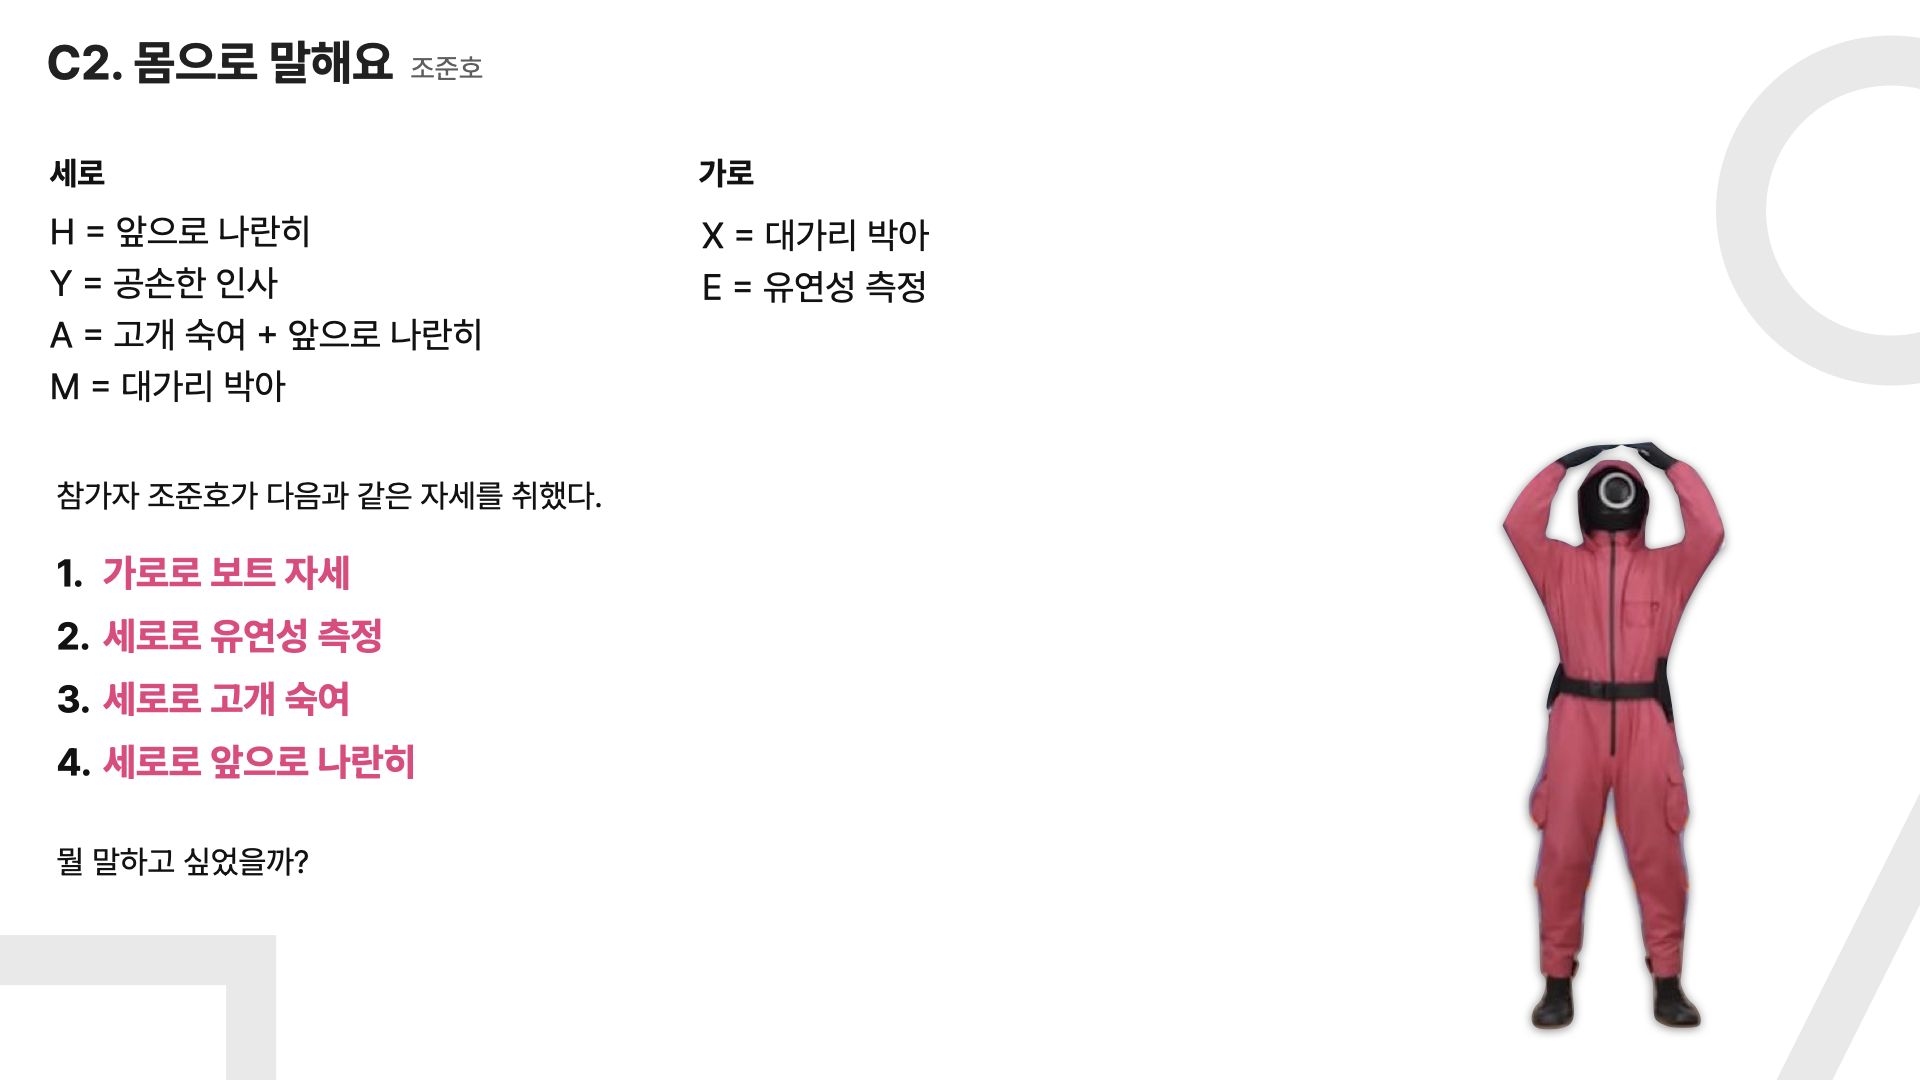 C2. 몸으로 말해요 조준호
세로
H = 앞으로 나란히
Y = 공손한 인사
A = 고개 숙여 + 앞으로 나란히
M = 대가리 박아
가로
X = 대가리 박아
E = 유연성 측정
참가자 조준호가 다음과 같은 자세를 취했다.
1. 가로로 보트 자세
2. 세로로 유연성 측정
3. 세로로 고개 숙여
4. 세로로 앞으로 나란히
뭘 말하고 싶었을까?